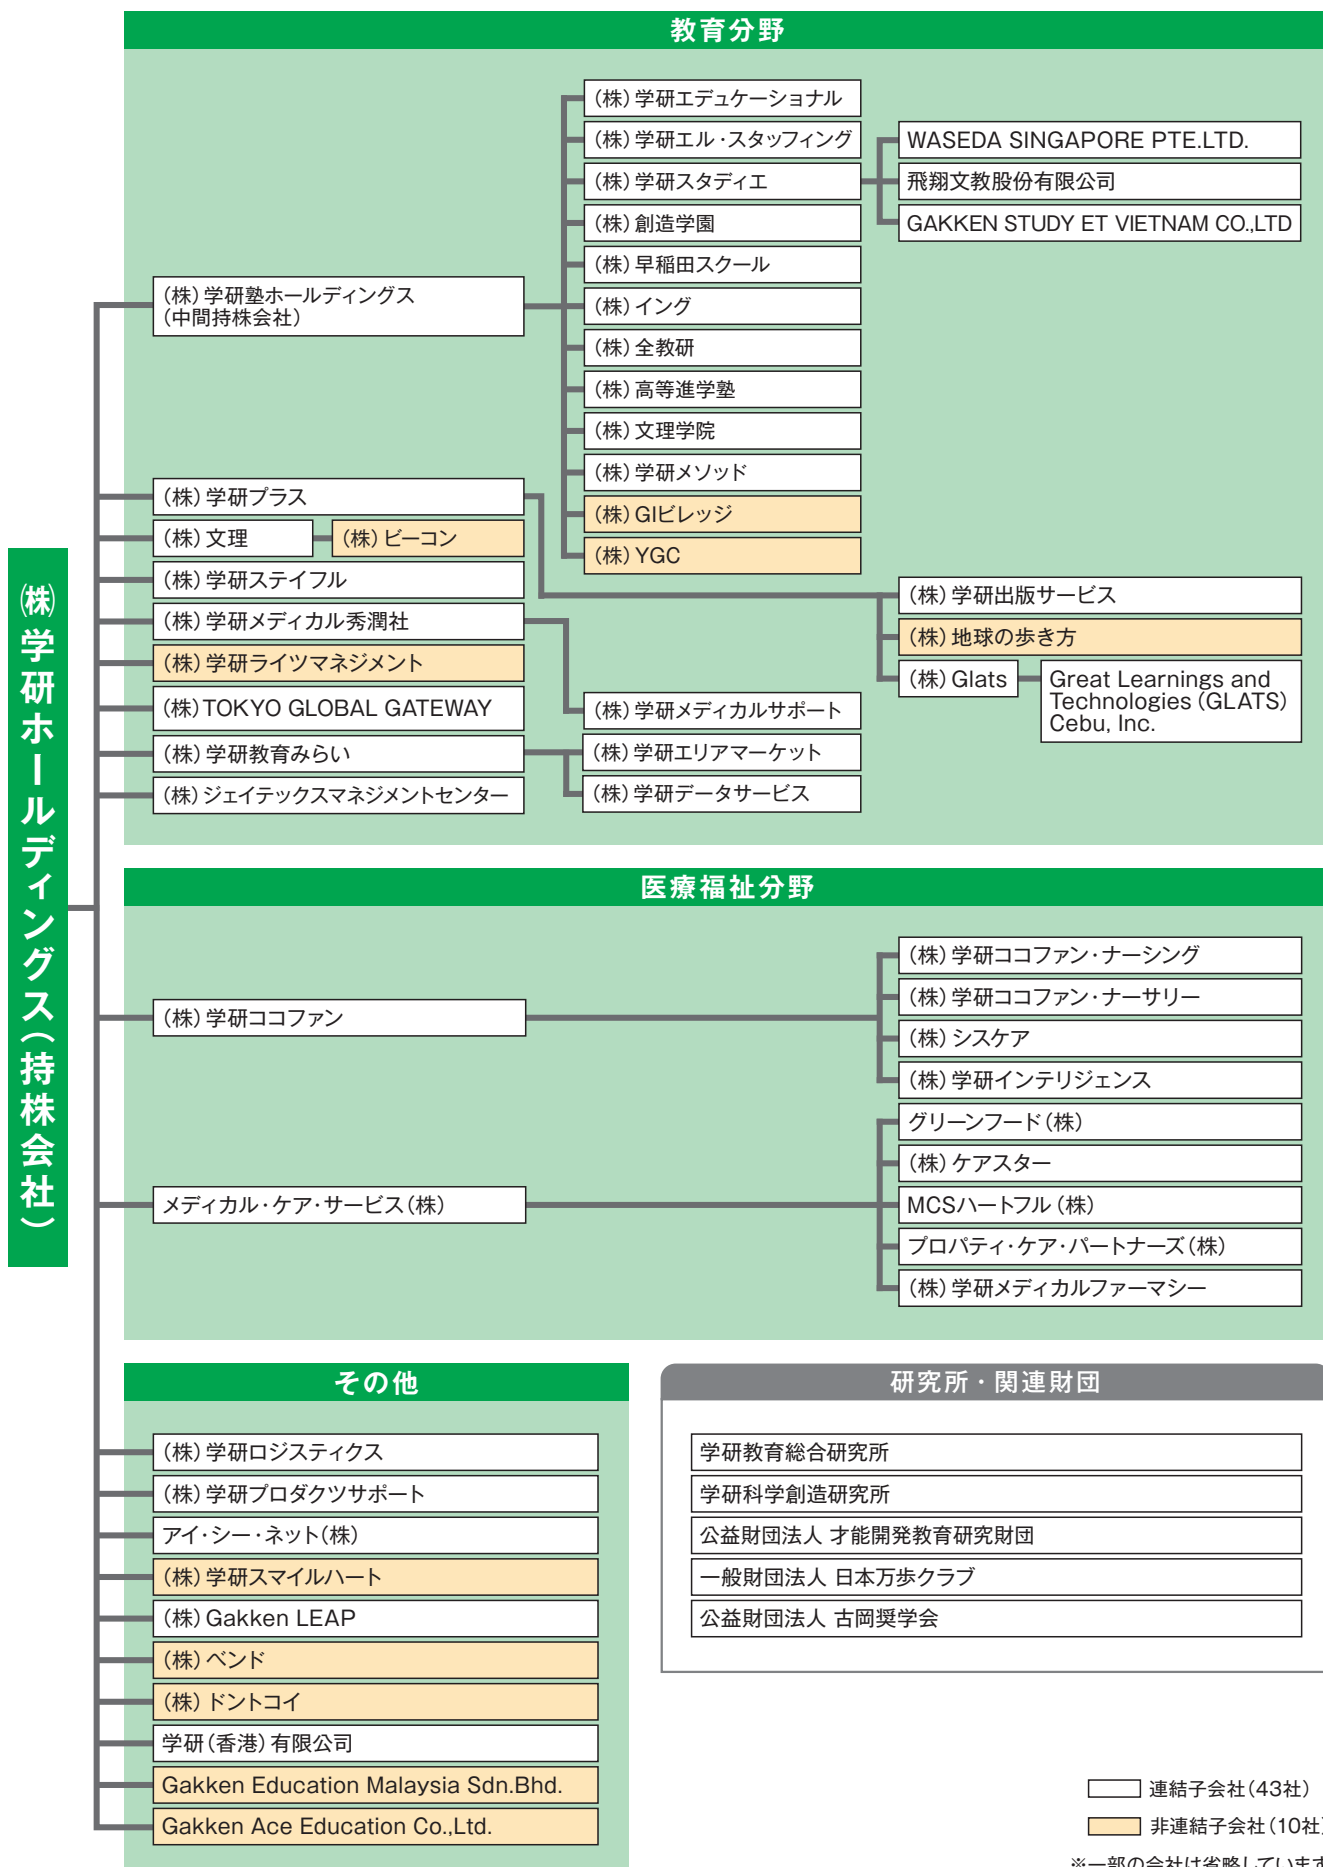 ㈱学研ホールディングス（持株会社）
教育分野
（株）学研塾ホールディングス
（中間持株会社）
（株）学研エデュケーショナル
（株）学研エル・スタッフィング
（株）学研スタディエ
WASEDA SINGAPORE PTE.LTD.
飛翔文教股份有限公司
GAKKEN STUDY ET VIETNAM CO.,LTD
（株）創造学園
（株）早稲田スクール
（株）イング
（株）全教研
（株）高等進学塾
（株）文理学院
（株）学研メソッド
（株）GIビレッジ
（株）YGC
（株）学研プラス
（株）学研出版サービス
（株）地球の歩き方
（株）Glats
Great Learnings and
Technologies (GLATS)
Cebu, Inc.
（株）文理
（株）ビーコン
（株）学研ステイフル
（株）学研メディカル秀潤社
（株）学研メディカルサポート
（株）学研ライツマネジメント
（株）TOKYO GLOBAL GATEWAY
（株）学研教育みらい
（株）学研エリアマーケット
（株）学研データサービス
（株）ジェイテックスマネジメントセンター
医療福祉分野
（株）学研ココファン
（株）学研ココファン・ナーシング
（株）学研ココファン・ナーサリー
（株）シスケア
（株）学研インテリジェンス
メディカル・ケア・サービス（株）
グリーンフード（株）
（株）ケアスター
MCSハートフル（株）
プロパティ・ケア・パートナーズ（株）
（株）学研メディカルファーマシー
その他
（株）学研ロジスティクス
（株）学研プロダクツサポート
アイ・シー・ネット（株）
（株）学研スマイルハート
（株）Gakken LEAP
（株）ベンド
（株）ドントコイ
学研（香港）有限公司
Gakken Education Malaysia Sdn.Bhd.
Gakken Ace Education Co.,Ltd.
研究所・関連財団
学研教育総合研究所
学研科学創造研究所
公益財団法人 才能開発教育研究財団
一般財団法人 日本万歩クラブ
公益財団法人 古岡奨学会
連結子会社（43社）
非連結子会社（10社）
※一部の会社は省略しています